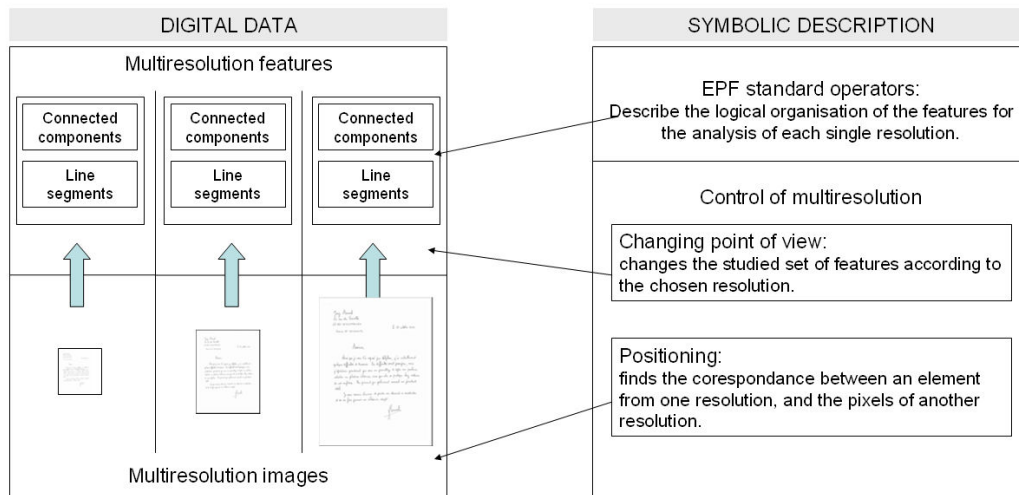 DIGITAL DATA
Multiresolution features
Connected
components
Line
segments
Connected
components
Line
segments
Connected
components
Line
segments
Multiresolution images
SYMBOLIC DESCRIPTION
EPF standard operators:
Describe the logical organisation of the features for
the analysis of each single resolution.
Control of multiresolution
Changing point of view:
changes the studied set of features according to
the chosen resolution.
Positioning:
finds the corespondance between an element
from one resolution, and the pixels of another
resolution.